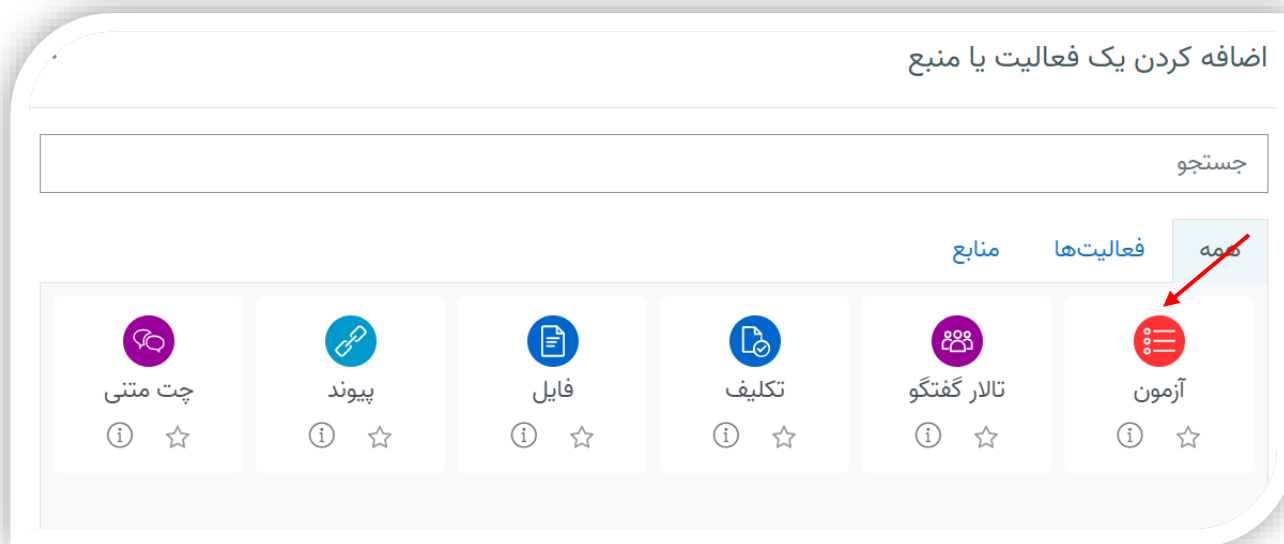 اضافه کردن یک فعالیت یا منبع
جستجو
همه فعالیت‌ها منابع
آزمون تالار گفتگو تکلیف فایل پیوند چت متنی